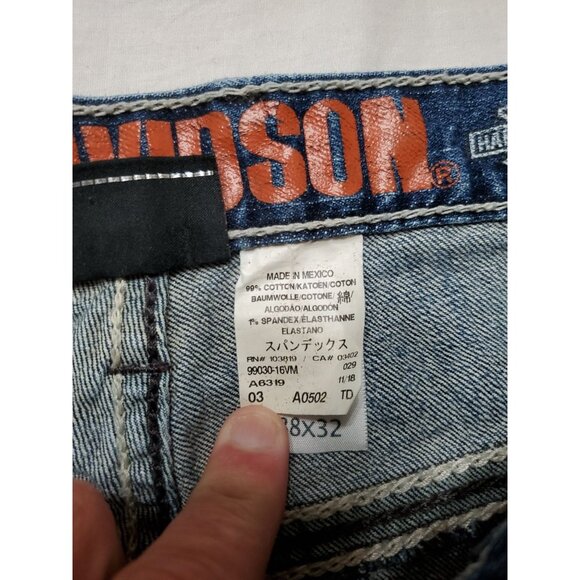 VIDSON®
HAR
MADE IN MEXICO
99% COTTON/KATOEN/COTON
BAUMWOLLE/COTONE/綿/
ALGODÃO/ALGODÓN
1% SPANDEX/ÉLASTHANNE
ELASTANO
スパンデックス
RN# 103819 / CA# 03402
99030-16VM 029
A6319 11/18
03 A0502 TD
38X32